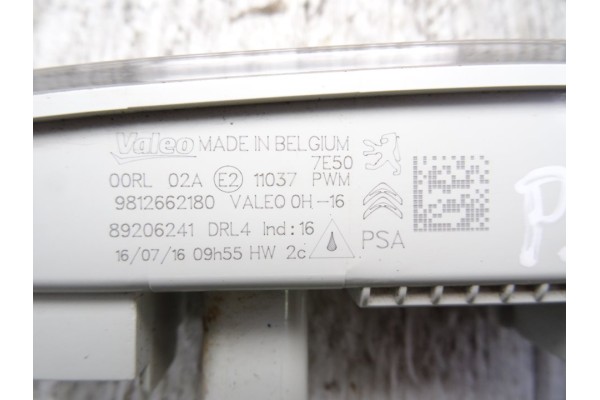 Valeo MADE IN BELGIUM
7E50
00RL 02A E2 11037 PWM
9812662180 VALEO 0H-16
89206241 DRL4 Ind:16
16/07/16 09h55 HW 2c
PSA